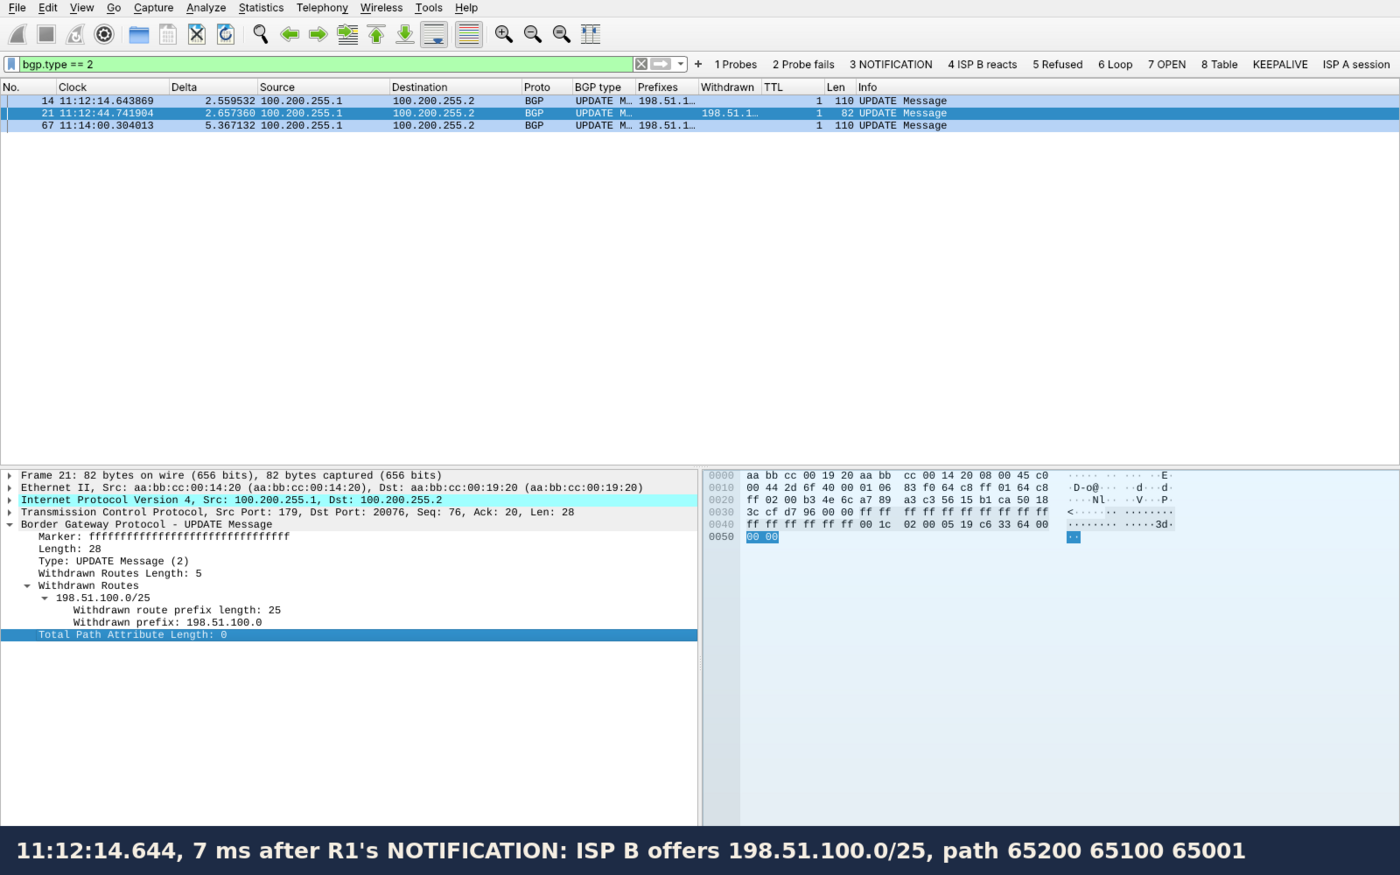 File Edit View Go Capture Analyze Statistics Telephony Wireless Tools Help
bgp.type == 2 + 1 Probes 2 Probe fails 3 NOTIFICATION 4 ISP B reacts 5 Refused 6 Loop 7 OPEN 8 Table KEEPALIVE ISP A session
No. Clock Delta Source Destination Proto BGP type Prefixes Withdrawn TTL Len Info
14 11:12:14.643869 2.559532 100.200.255.1 100.200.255.2 BGP UPDATE M… 198.51.1… 1 110 UPDATE Message
21 11:12:44.741904 2.657360 100.200.255.1 100.200.255.2 BGP UPDATE M… 198.51.1… 1 82 UPDATE Message
67 11:14:00.304013 5.367132 100.200.255.1 100.200.255.2 BGP UPDATE M… 198.51.1… 1 110 UPDATE Message
Frame 21: 82 bytes on wire (656 bits), 82 bytes captured (656 bits)
Ethernet II, Src: aa:bb:cc:00:14:20 (aa:bb:cc:00:14:20), Dst: aa:bb:cc:00:19:20 (aa:bb:cc:00:19:20)
Internet Protocol Version 4, Src: 100.200.255.1, Dst: 100.200.255.2
Transmission Control Protocol, Src Port: 179, Dst Port: 20076, Seq: 76, Ack: 20, Len: 28
Border Gateway Protocol - UPDATE Message
Marker: ffffffffffffffffffffffffffffffff
Length: 28
Type: UPDATE Message (2)
Withdrawn Routes Length: 5
Withdrawn Routes
198.51.100.0/25
Withdrawn route prefix length: 25
Withdrawn prefix: 198.51.100.0
Total Path Attribute Length: 0
0000 aa bb cc 00 19 20 aa bb cc 00 14 20 08 00 45 c0 ····· ·· ··· ··E·
0010 00 44 2d 6f 40 00 01 06 83 f0 64 c8 ff 01 64 c8 ·D-o@··· ··d···d·
0020 ff 02 00 b3 4e 6c a7 89 a3 c3 56 15 b1 ca 50 18 ····Nl·· ··V···P·
0030 3c cf d7 96 00 00 ff ff ff ff ff ff ff ff ff ff <······· ········
0040 ff ff ff ff ff ff 00 1c 02 00 05 19 c6 33 64 00 ········ ·····3d·
0050 00 00 ··
11:12:14.644, 7 ms after R1's NOTIFICATION: ISP B offers 198.51.100.0/25, path 65200 65100 65001